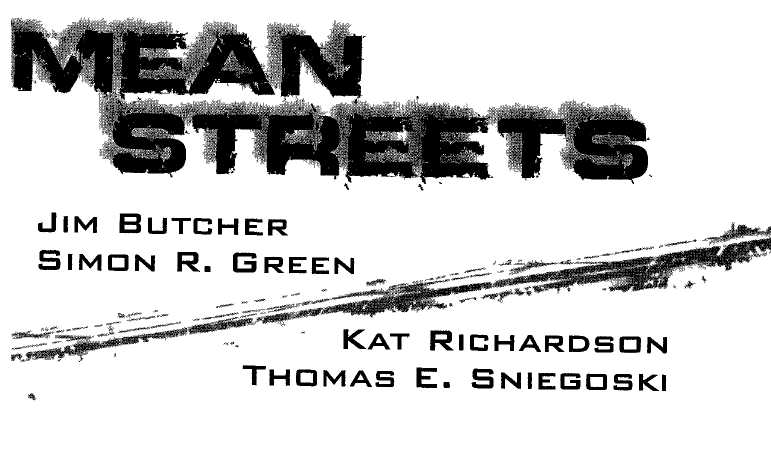 MEAN
STREETS
JIM BUTCHER
SIMON R. GREEN
KAT RICHARDSON
THOMAS E. SNIEGOSKI